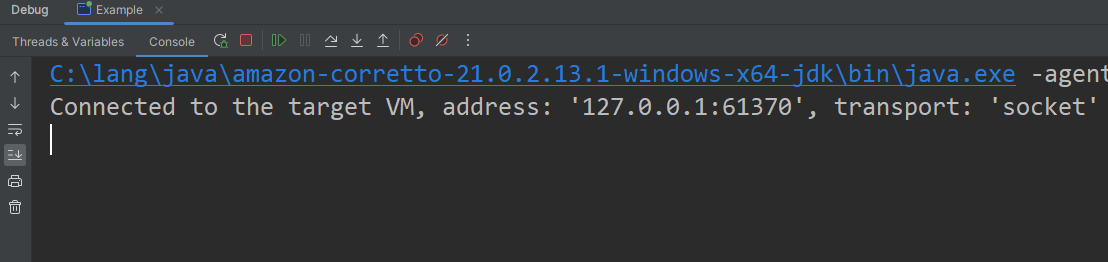 Debug Example
Threads & Variables Console
C:\lang\java\amazon-corretto-21.0.2.13.1-windows-x64-jdk\bin\java.exe -agent
Connected to the target VM, address: '127.0.0.1:61370', transport: 'socket'